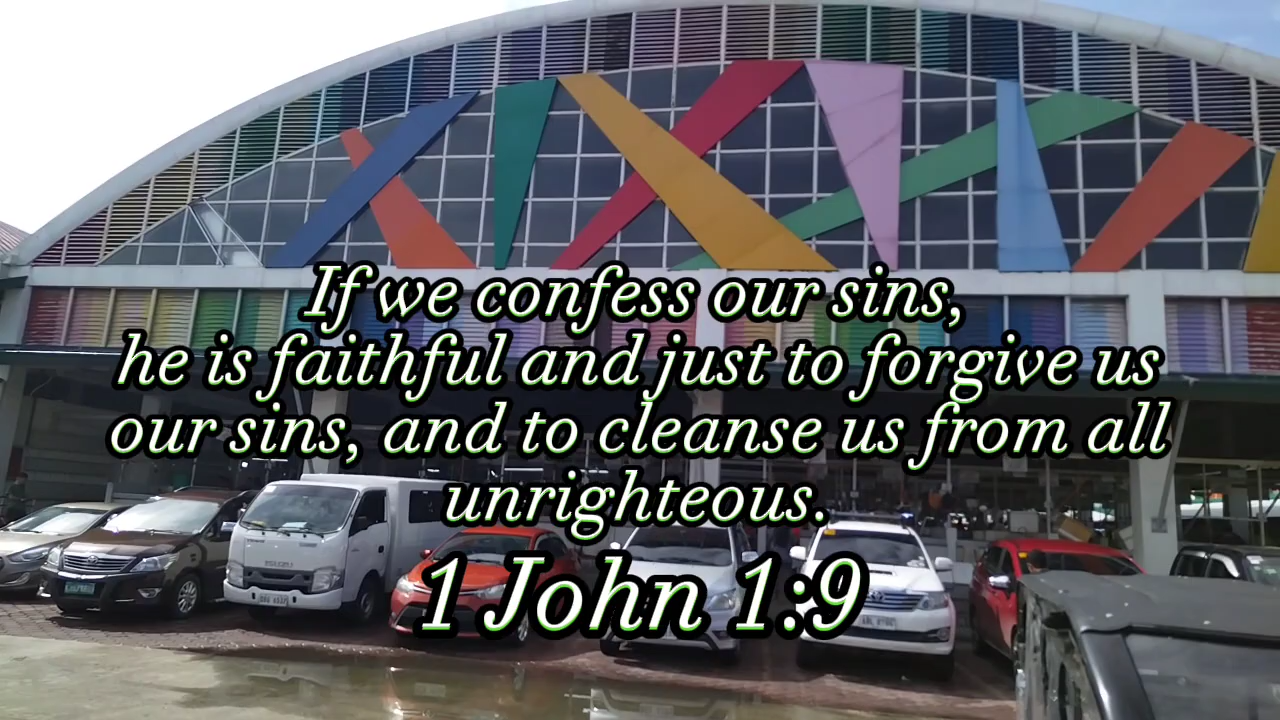 If we confess our sins,
he is faithful and just to forgive us
our sins, and to cleanse us from all
unrighteous.
1 John 1:9
ISUZU